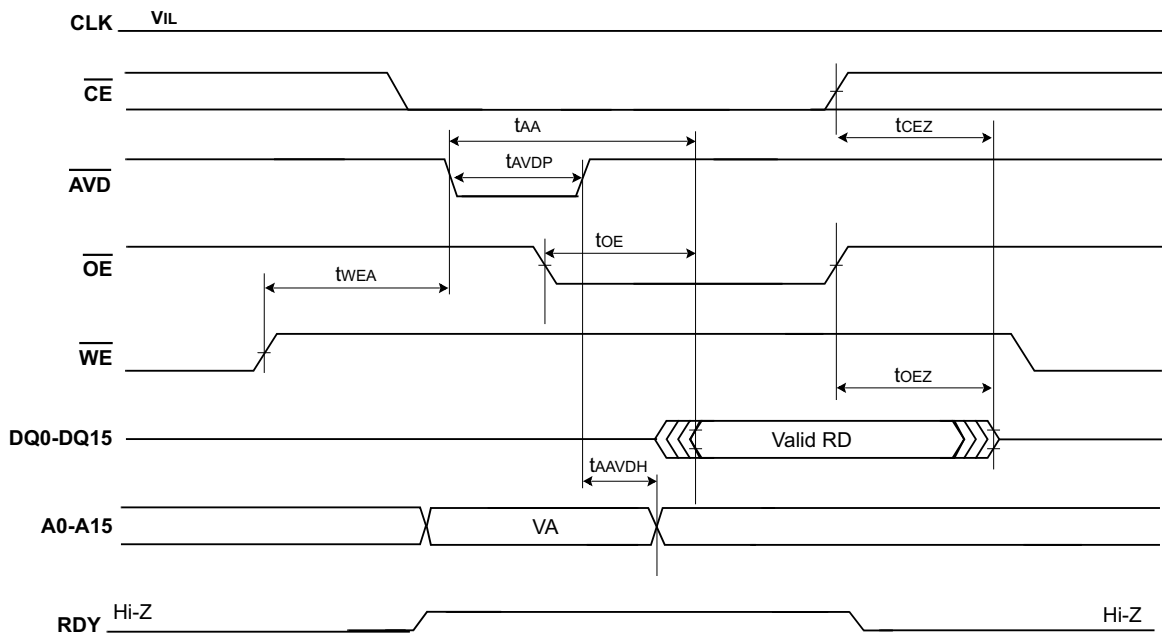 CLK VIL
CE
tAA
tCEZ
tAVDP
AVD
tOE
OE
tWEA
WE
tOEZ
DQ0-DQ15 Valid RD
tAAVDH
A0-A15 VA
Hi-Z Hi-Z
RDY